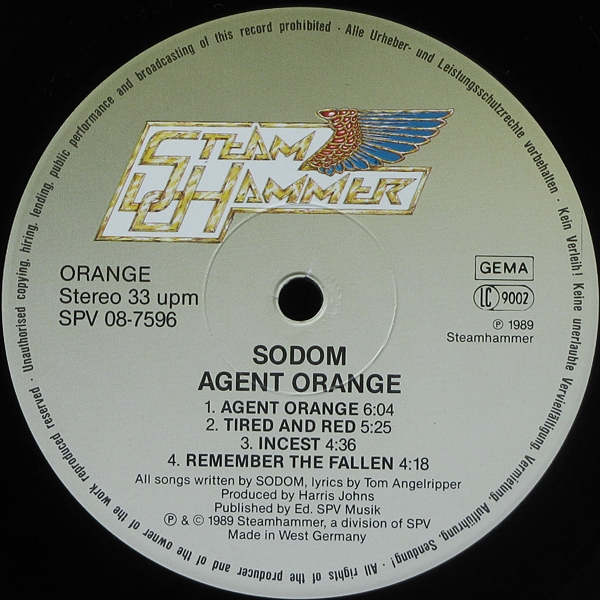 · Unauthorised copying, hiring, lending, public performance and broadcasting of this record prohibited · Alle Urheber- und Leistungsschutzrechte vorbehalten · Kein Verleih! Keine unerlaubte Vervielfältigung, Vermietung Aufführung, Sendung! · All rights of the producer and of the owner of the work reproduced reserved
STEAM
HAMMER
ORANGE
Stereo 33 upm
SPV 08-7596
GEMA
LC 9002
Ⓟ 1989
Steamhammer
SODOM
AGENT ORANGE
1. AGENT ORANGE 6:04
2. TIRED AND RED 5:25
3. INCEST 4:36
4. REMEMBER THE FALLEN 4:18
All songs written by SODOM, lyrics by Tom Angelripper
Produced by Harris Johns
Published by Ed. SPV Musik
Ⓟ & © 1989 Steamhammer, a division of SPV
Made in West Germany